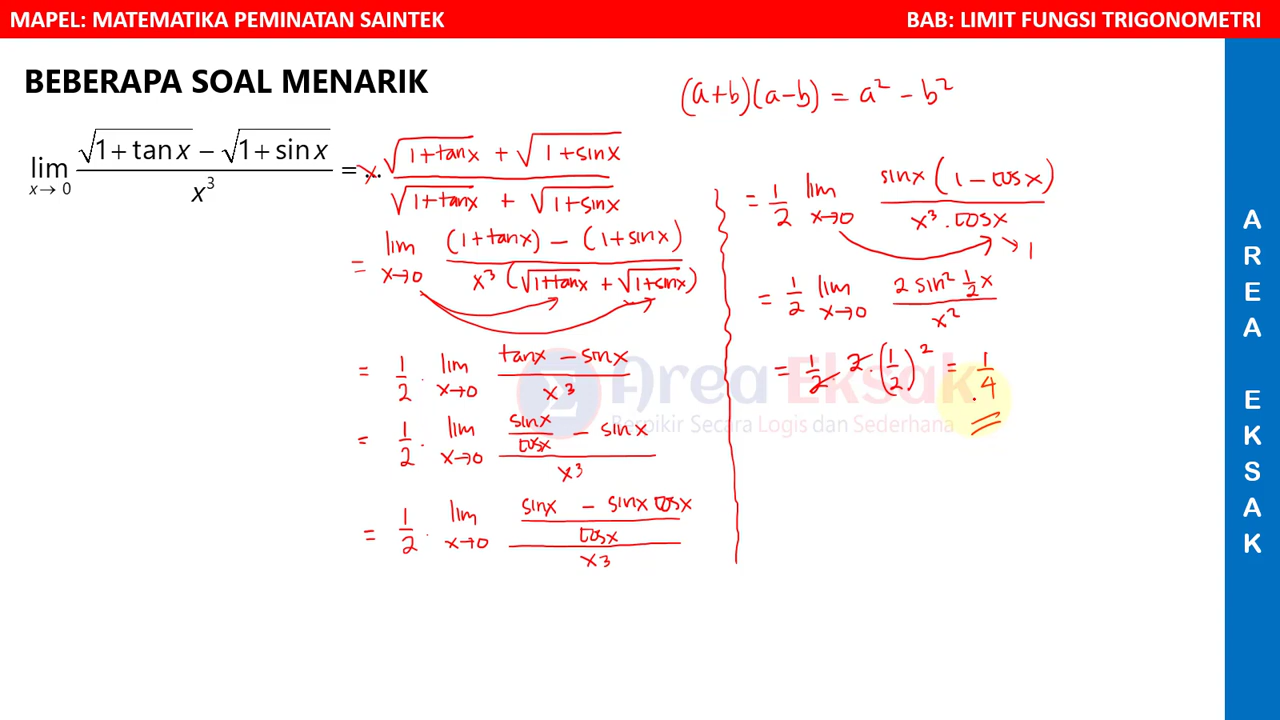 MAPEL: MATEMATIKA PEMINATAN SAINTEK
BAB: LIMIT FUNGSI TRIGONOMETRI
BEBERAPA SOAL MENARIK
(a+b)(a-b) = a² - b²
lim x→0 (√(1+tan x) − √(1+sin x)) / x³ = ...
× (√(1+tanx) + √(1+sinx)) / (√(1+tanx) + √(1+sinx))
= lim x→0 ((1+tanx) − (1+sinx)) / (x³ (√(1+tanx) + √(1+sinx)))
= 1/2 · lim x→0 (tanx − sinx) / x³
= 1/2 · lim x→0 (sinx/cosx − sinx) / x³
= 1/2 · lim x→0 ((sinx − sinx cosx) / cosx) / x³
= 1/2 lim x→0 (sinx (1 − cosx)) / (x³ . cosx) → 1
= 1/2 lim x→0 (2 sin² 1/2 x) / x²
= 1/2 . 2 . (1/2)² = 1/4
Area Eksak
Berpikir Secara Logis dan Sederhana
A
R
E
A
E
K
S
A
K